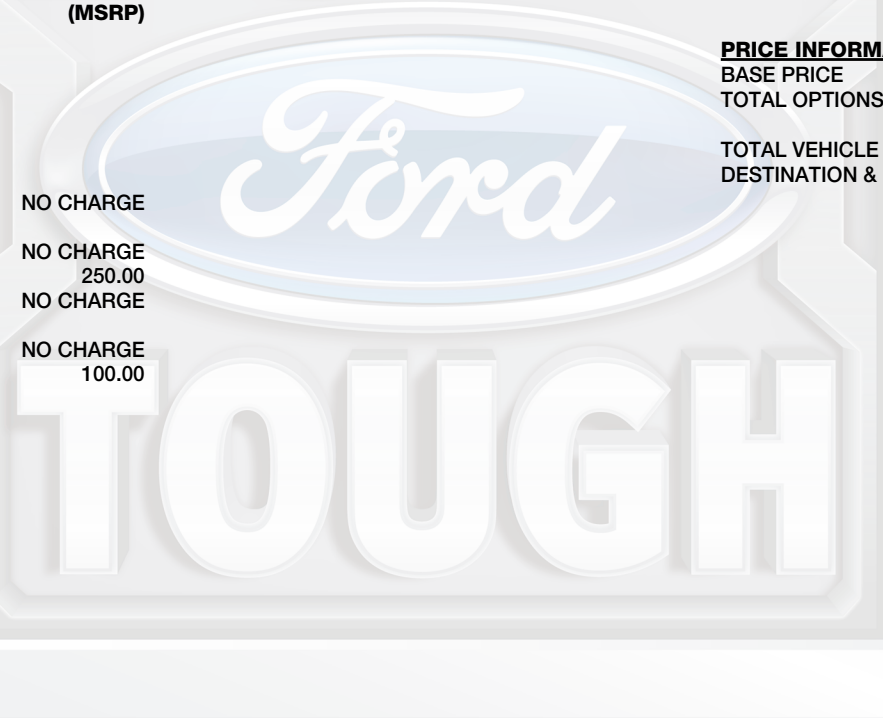 (MSRP)
PRICE INFORMA
BASE PRICE
TOTAL OPTIONS
TOTAL VEHICLE
DESTINATION &
NO CHARGE
NO CHARGE
250.00
NO CHARGE
NO CHARGE
100.00
Ford
TOUGH